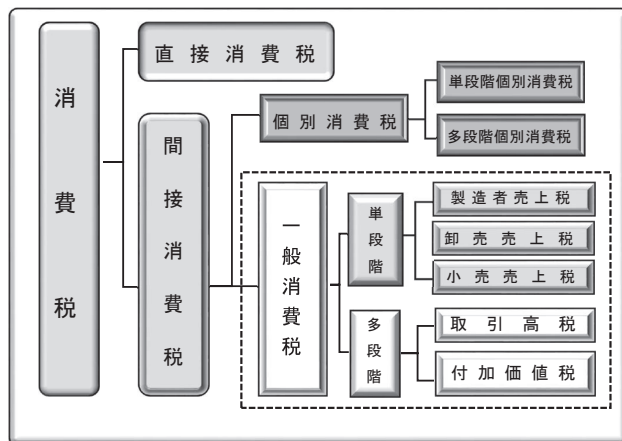 消費税
直接消費税
間接消費税
個別消費税
単段階個別消費税
多段階個別消費税
一般消費税
単段階
製造者売上税
卸売売上税
小売売上税
多段階
取引高税
付加価値税